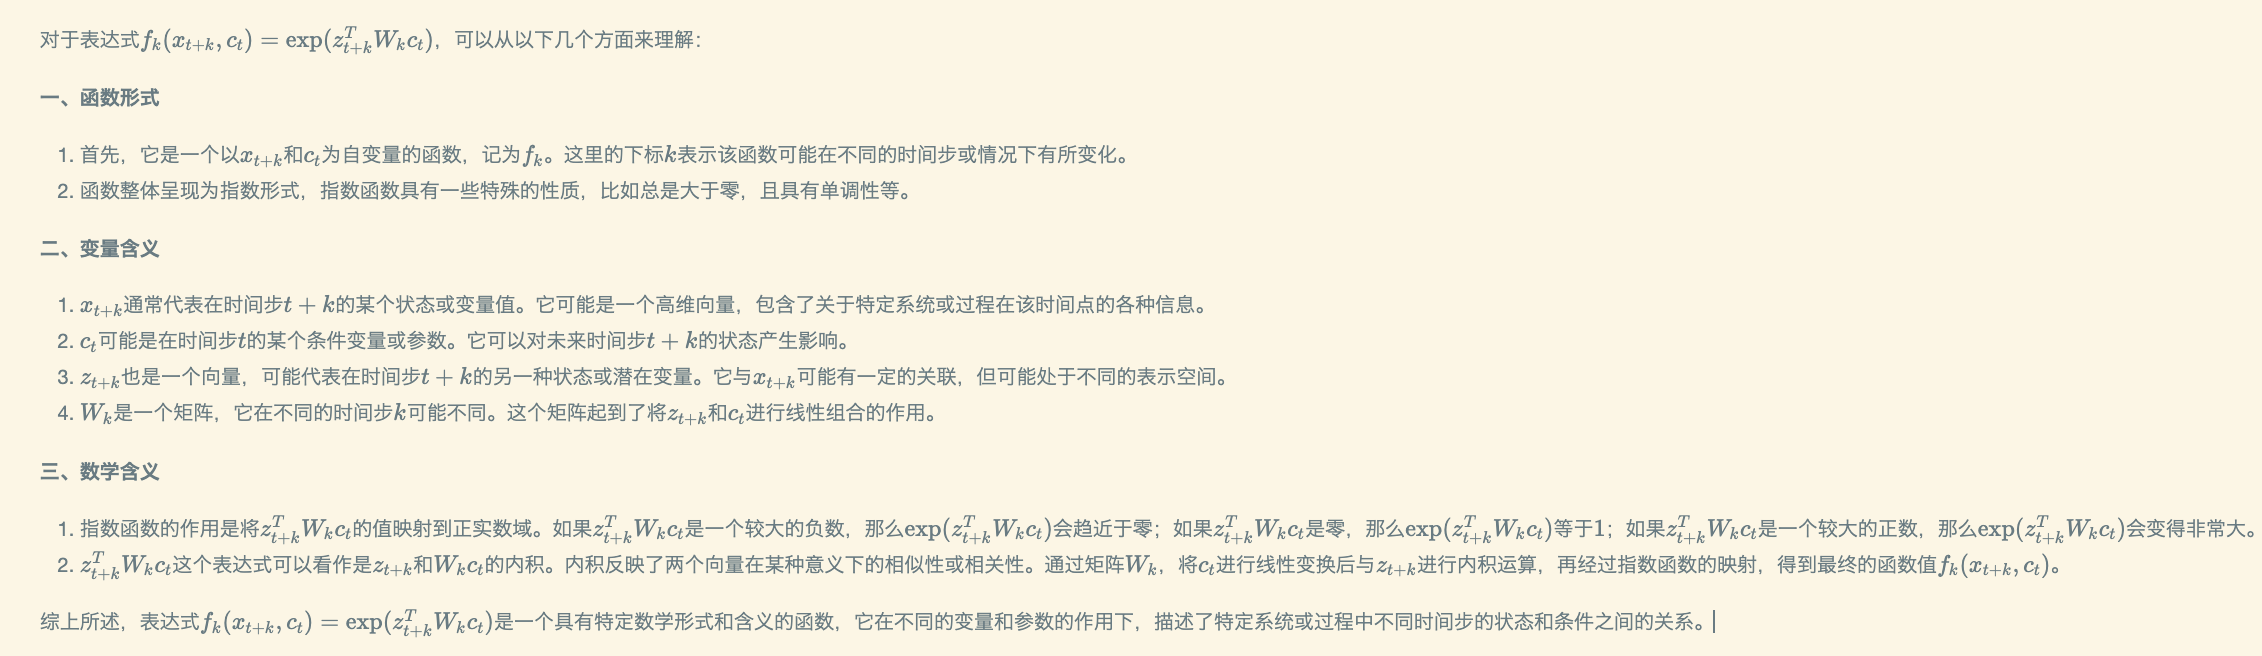 对于表达式$f_k(x_{t+k}, c_t) = \exp(z_{t+k}^T W_k c_t)$，可以从以下几个方面来理解：
一、函数形式
1. 首先，它是一个以$x_{t+k}$和$c_t$为自变量的函数，记为$f_k$。这里的下标$k$表示该函数可能在不同的时间步或情况下有所变化。
2. 函数整体呈现为指数形式，指数函数具有一些特殊的性质，比如总是大于零，且具有单调性等。
二、变量含义
1. $x_{t+k}$通常代表在时间步$t + k$的某个状态或变量值。它可能是一个高维向量，包含了关于特定系统或过程在该时间点的各种信息。
2. $c_t$可能是在时间步$t$的某个条件变量或参数。它可以对未来时间步$t + k$的状态产生影响。
3. $z_{t+k}$也是一个向量，可能代表在时间步$t + k$的另一种状态或潜在变量。它与$x_{t+k}$可能有一定的关联，但可能处于不同的表示空间。
4. $W_k$是一个矩阵，它在不同的时间步$k$可能不同。这个矩阵起到了将$z_{t+k}$和$c_t$进行线性组合的作用。
三、数学含义
1. 指数函数的作用是将$z_{t+k}^T W_k c_t$的值映射到正实数域。如果$z_{t+k}^T W_k c_t$是一个较大的负数，那么$\exp(z_{t+k}^T W_k c_t)$会趋近于零；如果$z_{t+k}^T W_k c_t$是零，那么$\exp(z_{t+k}^T W_k c_t)$等于$1$；如果$z_{t+k}^T W_k c_t$是一个较大的正数，那么$\exp(z_{t+k}^T W_k c_t)$会变得非常大。
2. $z_{t+k}^T W_k c_t$这个表达式可以看作是$z_{t+k}$和$W_k c_t$的内积。内积反映了两个向量在某种意义下的相似性或相关性。通过矩阵$W_k$，将$c_t$进行线性变换后与$z_{t+k}$进行内积运算，再经过指数函数的映射，得到最终的函数值$f_k(x_{t+k}, c_t)$。
综上所述，表达式$f_k(x_{t+k}, c_t) = \exp(z_{t+k}^T W_k c_t)$是一个具有特定数学形式和含义的函数，它在不同的变量和参数的作用下，描述了特定系统或过程中不同时间步的状态和条件之间的关系。